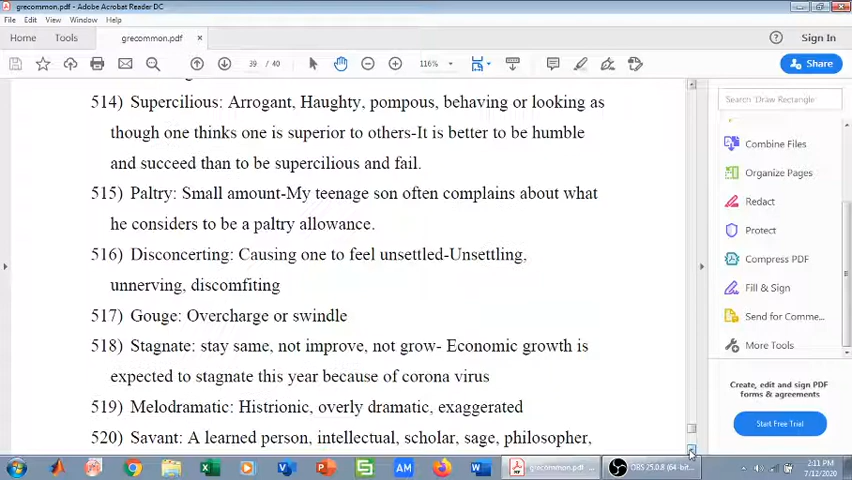 grecommon.pdf - Adobe Acrobat Reader DC
File Edit View Window Help
Home Tools grecommon.pdf × Sign In
39 / 40 116% Share
514) Supercilious: Arrogant, Haughty, pompous, behaving or looking as
though one thinks one is superior to others-It is better to be humble
and succeed than to be supercilious and fail.
515) Paltry: Small amount-My teenage son often complains about what
he considers to be a paltry allowance.
516) Disconcerting: Causing one to feel unsettled-Unsettling,
unnerving, discomfiting
517) Gouge: Overcharge or swindle
518) Stagnate: stay same, not improve, not grow- Economic growth is
expected to stagnate this year because of corona virus
519) Melodramatic: Histrionic, overly dramatic, exaggerated
520) Savant: A learned person, intellectual, scholar, sage, philosopher,
Search 'Draw Rectangle'
Combine Files
Organize Pages
Redact
Protect
Compress PDF
Fill & Sign
Send for Comme...
More Tools
Create, edit and sign PDF
forms & agreements
Start Free Trial
grecommon.pdf - ... OBS 25.0.8 (64-bit... 2:11 PM
7/12/2020